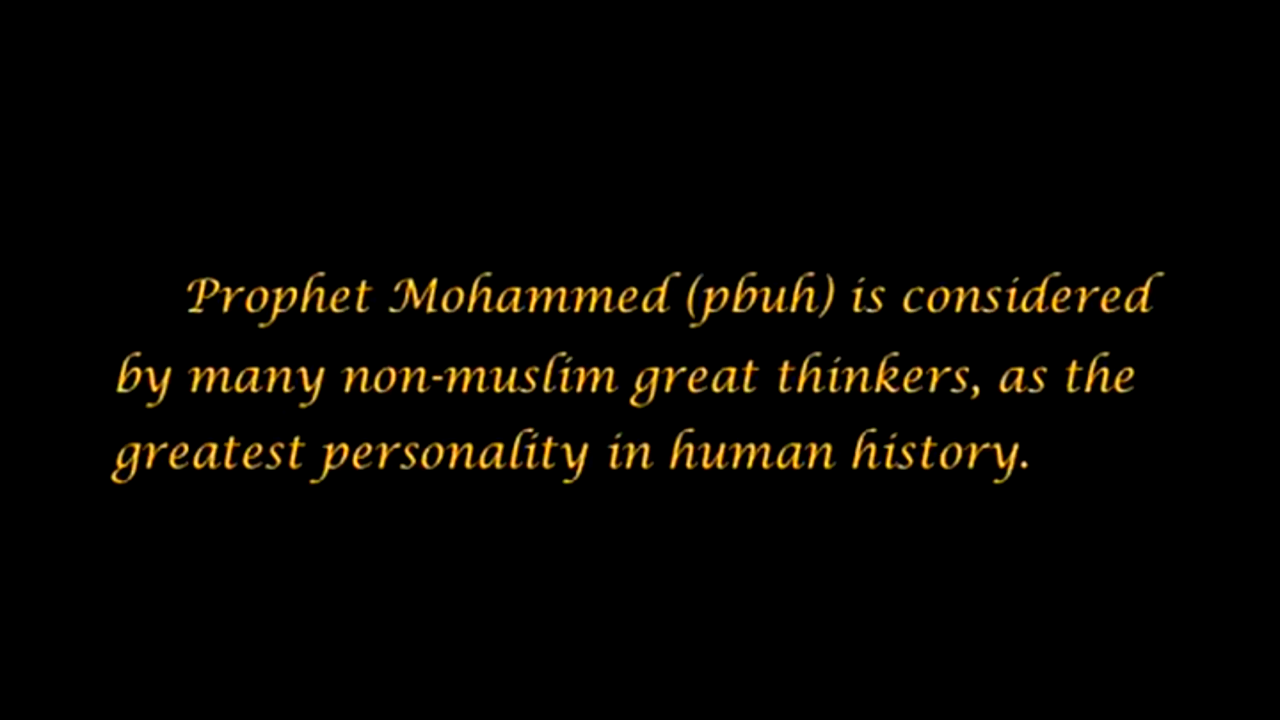 Prophet Mohammed (pbuh) is considered
by many non-muslim great thinkers, as the
greatest personality in human history.